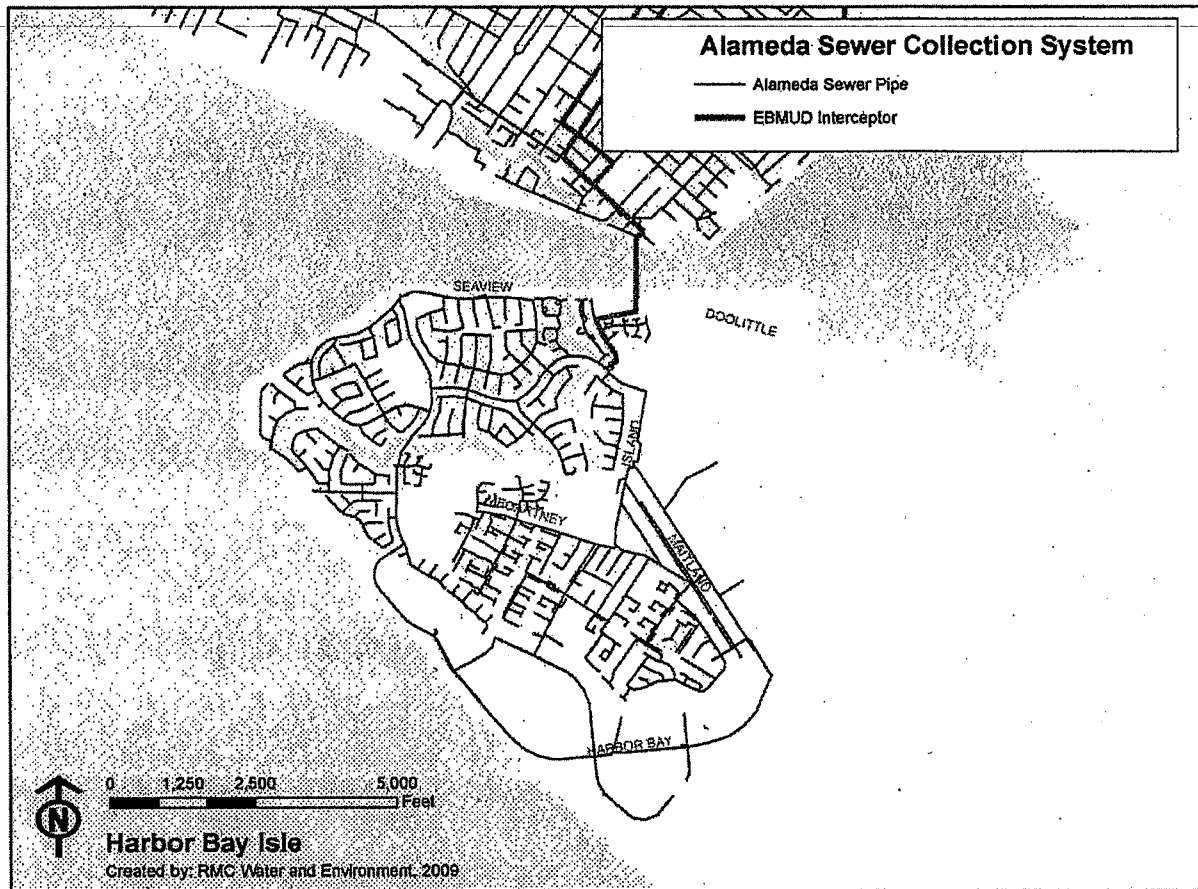 Alameda Sewer Collection System
Alameda Sewer Pipe
EBMUD Interceptor
SEAVIEW
DOOLITTLE
ISLAND
MECARTNEY
MAITLAND
HARBOR BAY
0 1,250 2,500 5,000
Feet
N
Harbor Bay Isle
Created by: RMC Water and Environment, 2009